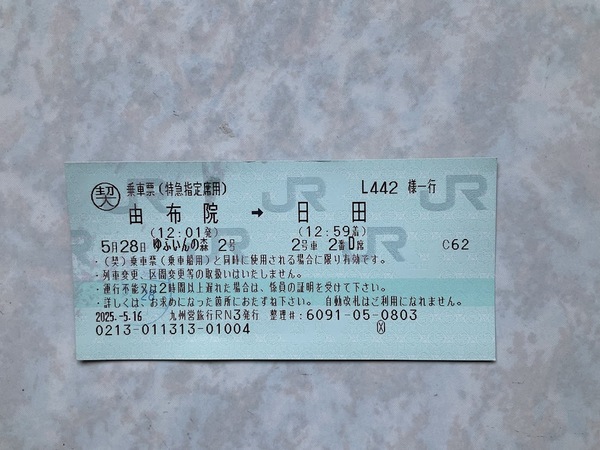 ㋖ 乗車票(特急指定席用) L442 様一行
由布院 → 日田
(12:01発) (12:59着)
5月28日 ゆふいんの森 2号 2号車 2番D席 C62
・(契)乗車票(乗車船用)と同時に使用される場合に限り有効です。
・列車変更、区間変更等の取扱いはいたしません。
・運行不能又は2時間以上遅れた場合は、係員の証明を受けて下さい。
・詳しくは、お求めになった箇所におたずね下さい。 自動改札はご利用になれません。
2025.-5.16 九州営旅行RN3発行 整理#:6091-05-0803
0213-011313-01004